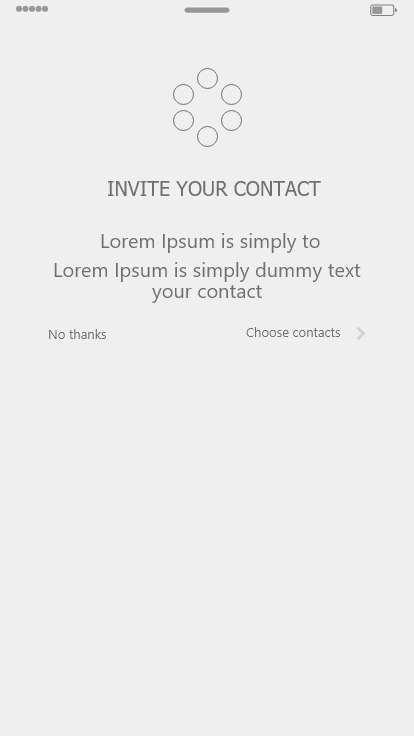 INVITE YOUR CONTACT
Lorem Ipsum is simply to
Lorem Ipsum is simply dummy text
your contact
No thanks
Choose contacts